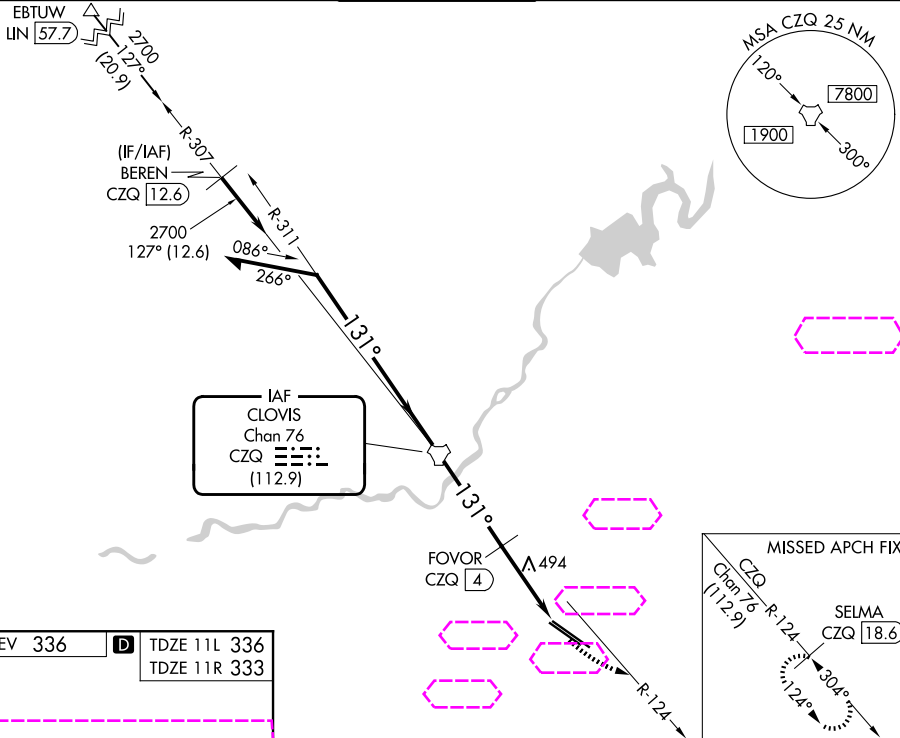 EBTUW
LIN 57.7
2700
127°
(20.9)
R-307
(IF/IAF)
BEREN
CZQ 12.6
2700
127° (12.6)
R-311
086°
266°
131°
MSA CZQ 25 NM
120°
7800
1900
300°
IAF
CLOVIS
Chan 76
CZQ
(112.9)
131°
FOVOR
CZQ 4
494
R-124
MISSED APCH FIX
CZQ
Chan 76
(112.9)
R-124
SELMA
CZQ 18.6
304°
124°
EV 336
D
TDZE 11L 336
TDZE 11R 333